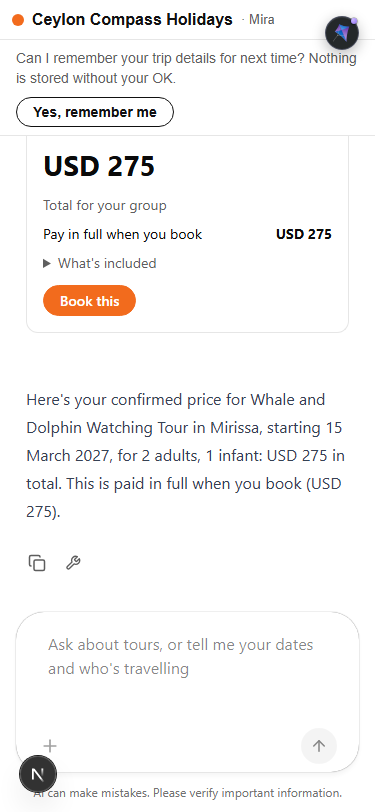 Ceylon Compass Holidays · Mira
Can I remember your trip details for next time? Nothing
is stored without your OK.
Yes, remember me
USD 275
Total for your group
Pay in full when you book USD 275
▶ What's included
Book this
Here's your confirmed price for Whale and
Dolphin Watching Tour in Mirissa, starting 15
March 2027, for 2 adults, 1 infant: USD 275 in
total. This is paid in full when you book (USD
275).
Ask about tours, or tell me your dates
and who's travelling
N
AI can make mistakes. Please verify important information.